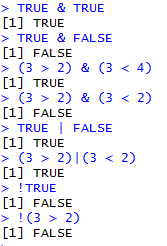 > TRUE & TRUE
[1] TRUE
> TRUE & FALSE
[1] FALSE
> (3 > 2) & (3 < 4)
[1] TRUE
> (3 > 2) & (3 < 2)
[1] FALSE
> TRUE | FALSE
[1] TRUE
> (3 > 2)|(3 < 2)
[1] TRUE
> !TRUE
[1] FALSE
> !(3 > 2)
[1] FALSE